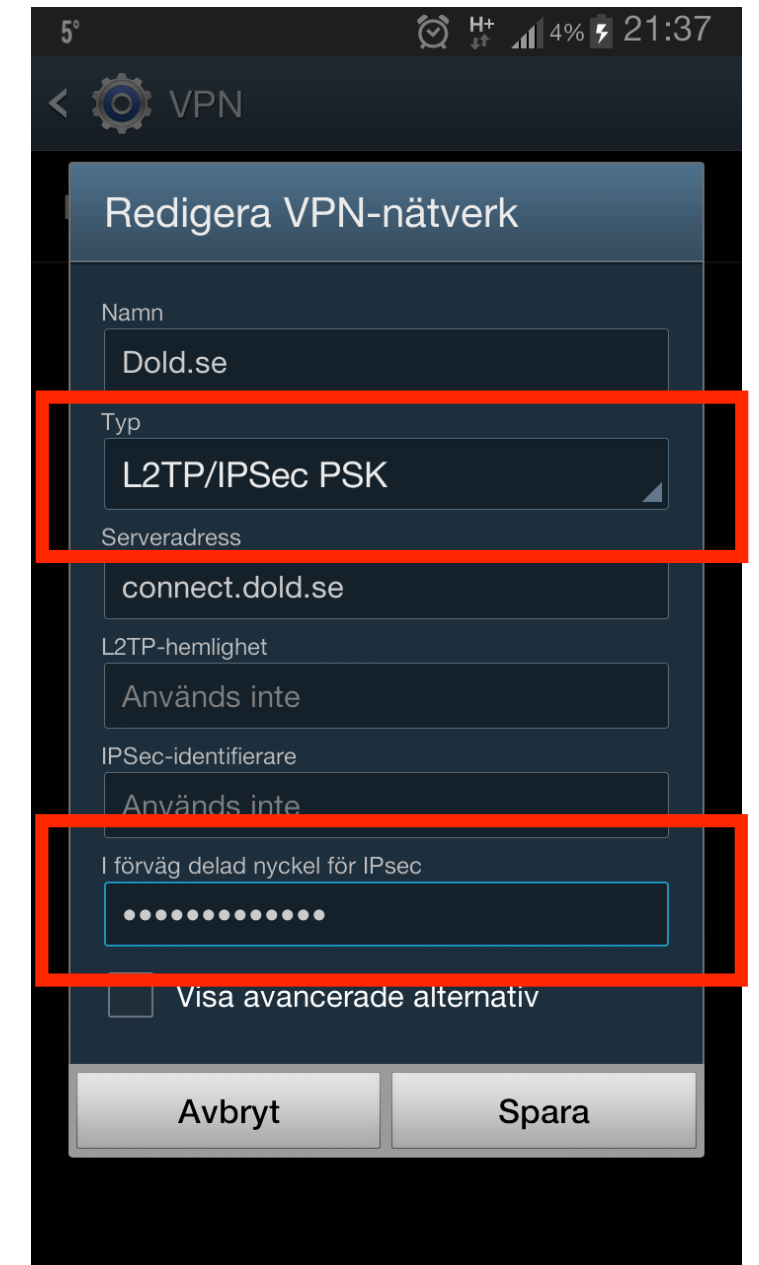 5°
H+
4%
21:37
VPN
Redigera VPN-nätverk
Namn
Dold.se
Typ
L2TP/IPSec PSK
Serveradress
connect.dold.se
L2TP-hemlighet
Används inte
IPSec-identifierare
Används inte
I förväg delad nyckel för IPsec
•••••••••••••
Visa avancerade alternativ
Avbryt
Spara